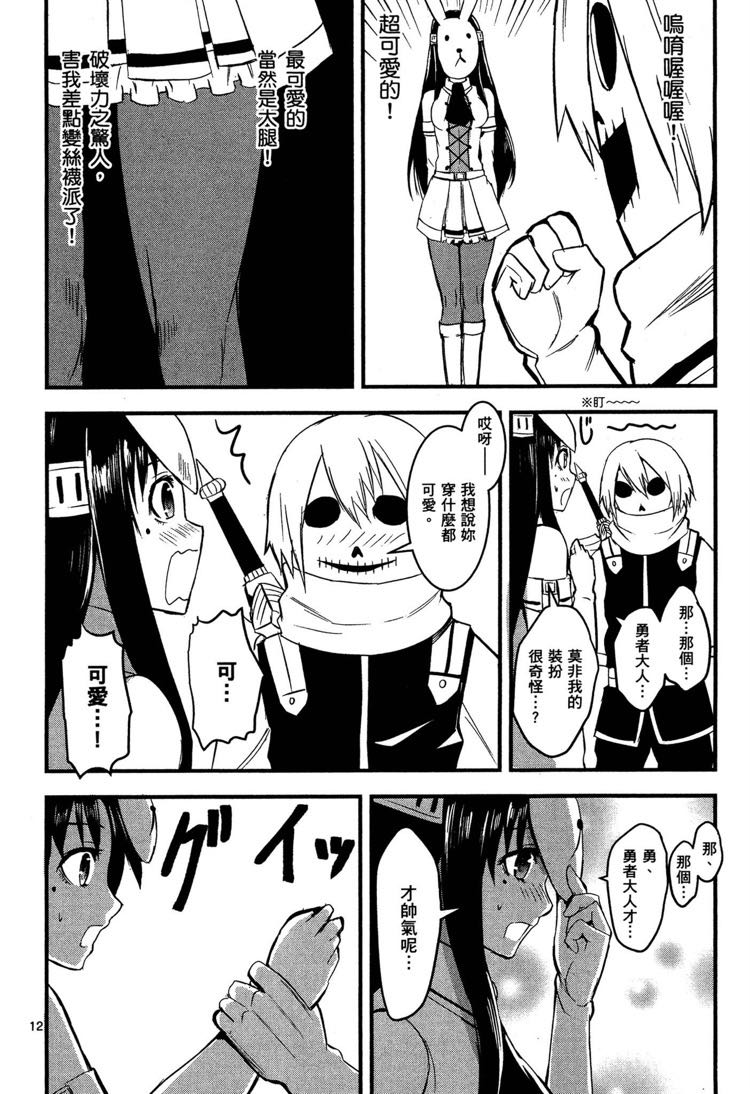 嗚唷喔喔喔！
超可愛的！
最可愛的
當然是大腿！
破壞力之驚人，
害我差點變絲襪派了！
※盯～～～～
じー
那…那個…
勇者大人…
莫非我的
裝扮
很奇怪…？
哎呀──
我想說妳
穿什麼都
可愛。
可…
可愛…！
那、
那個…
勇、
勇者大人才…
才帥氣呢…
グイッ
12